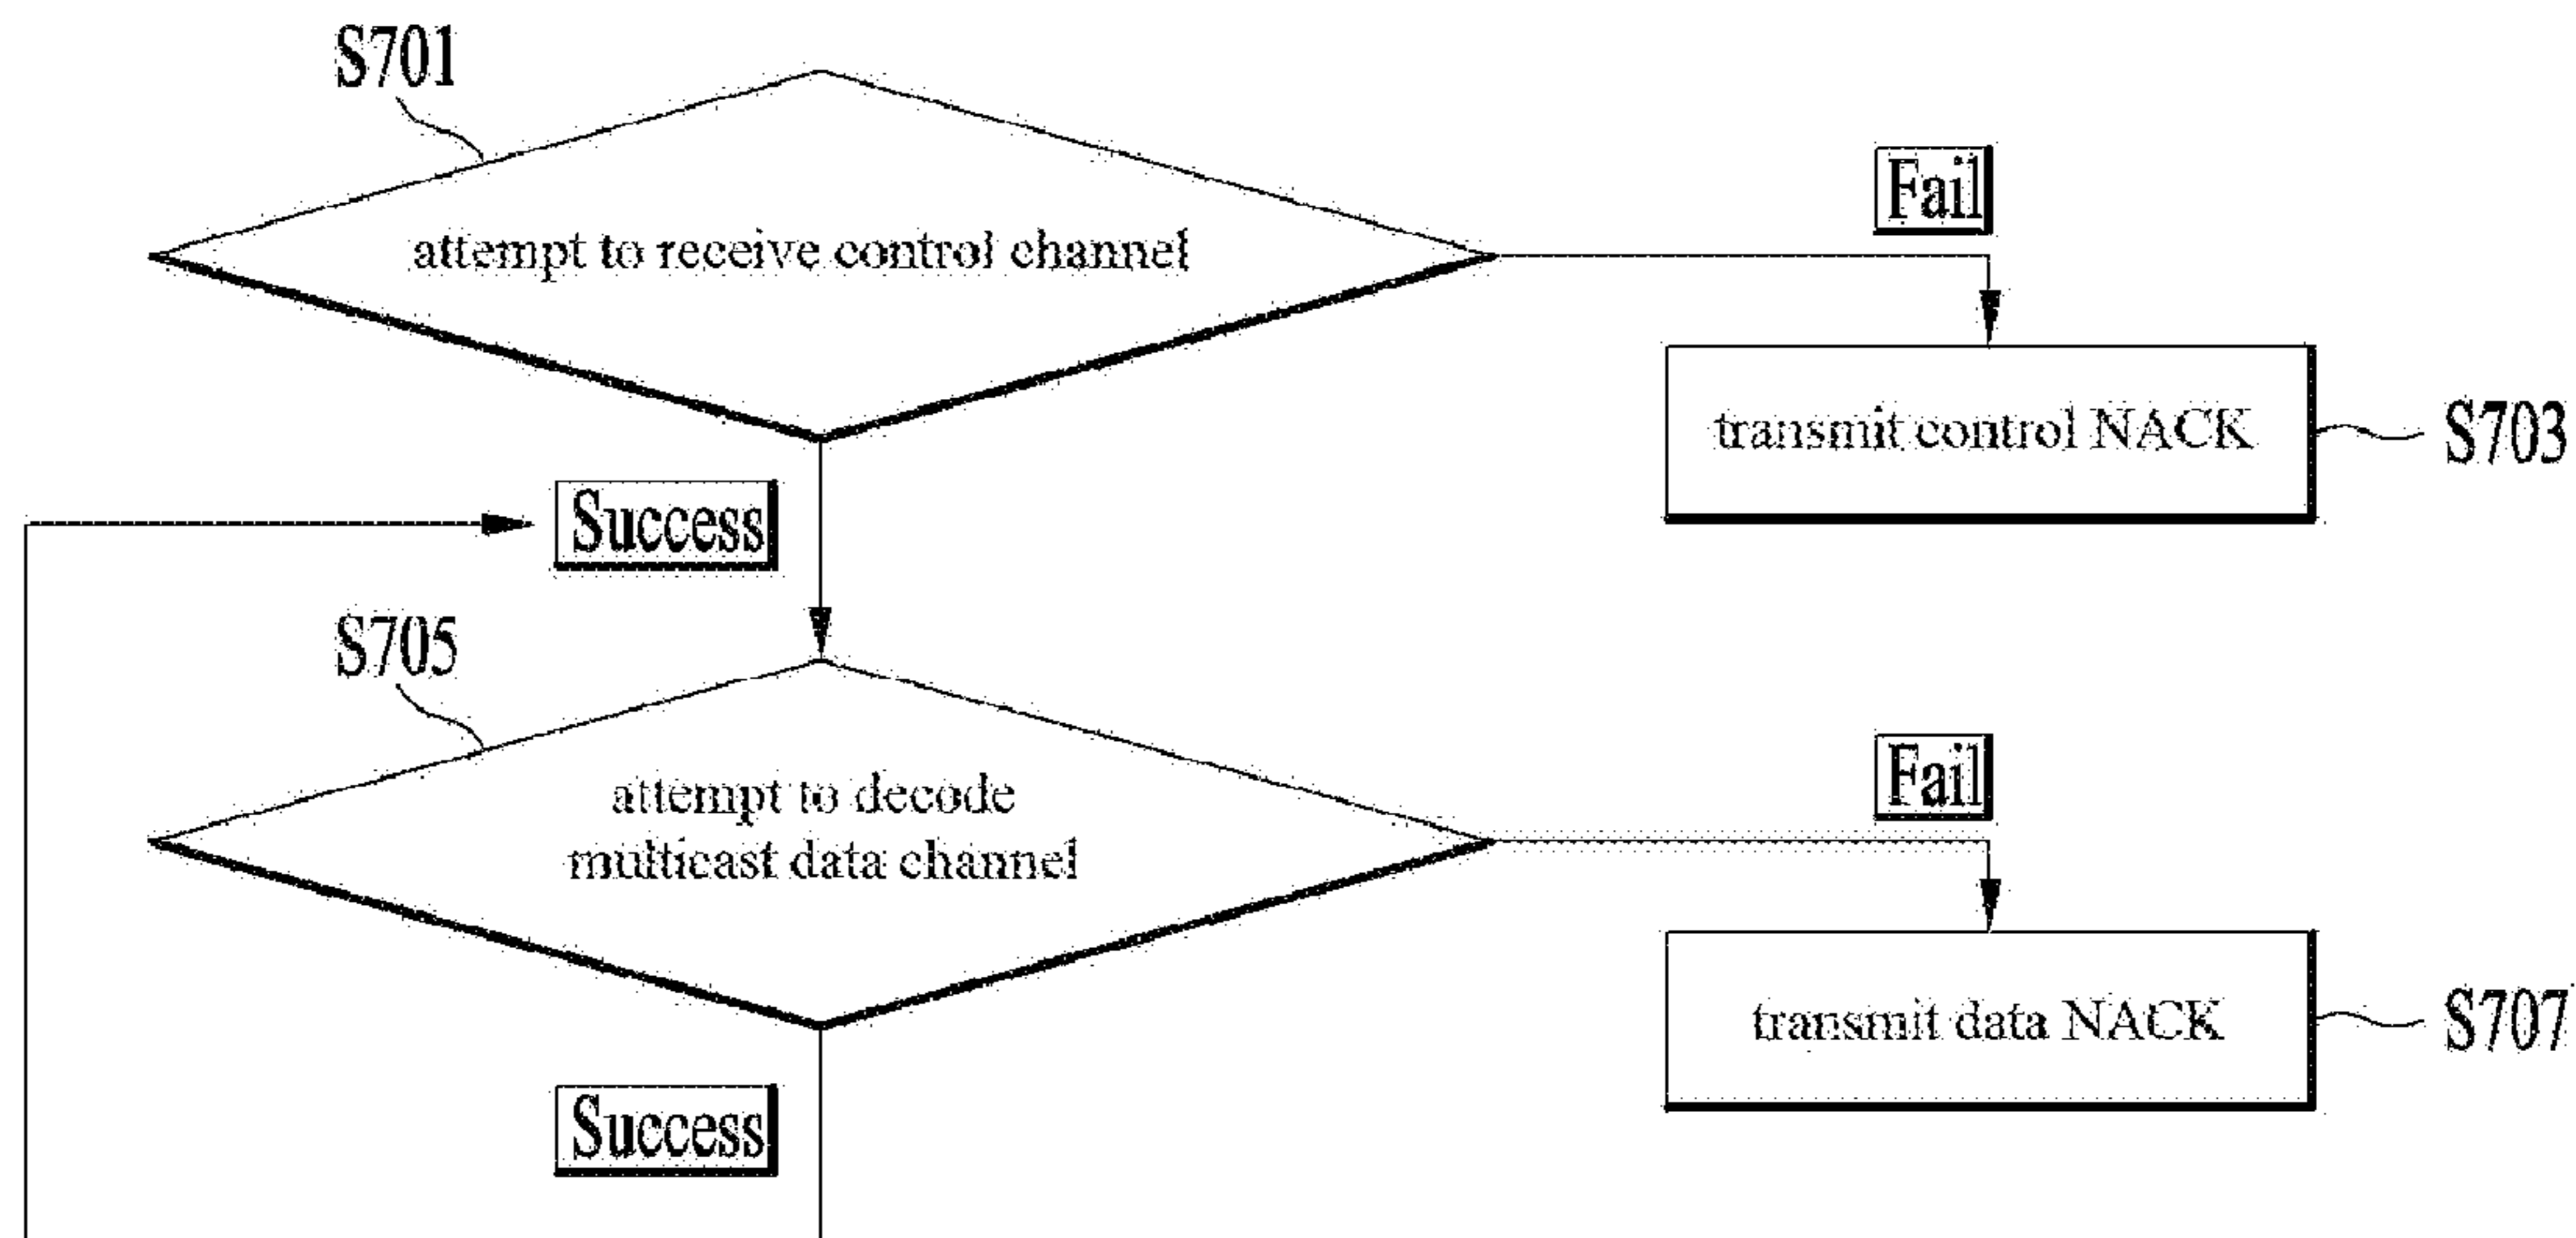 S701
attempt to receive control channel
Fail
transmit control NACK
S703
Success
S705
attempt to decode
multicast data channel
Fail
transmit data NACK
S707
Success